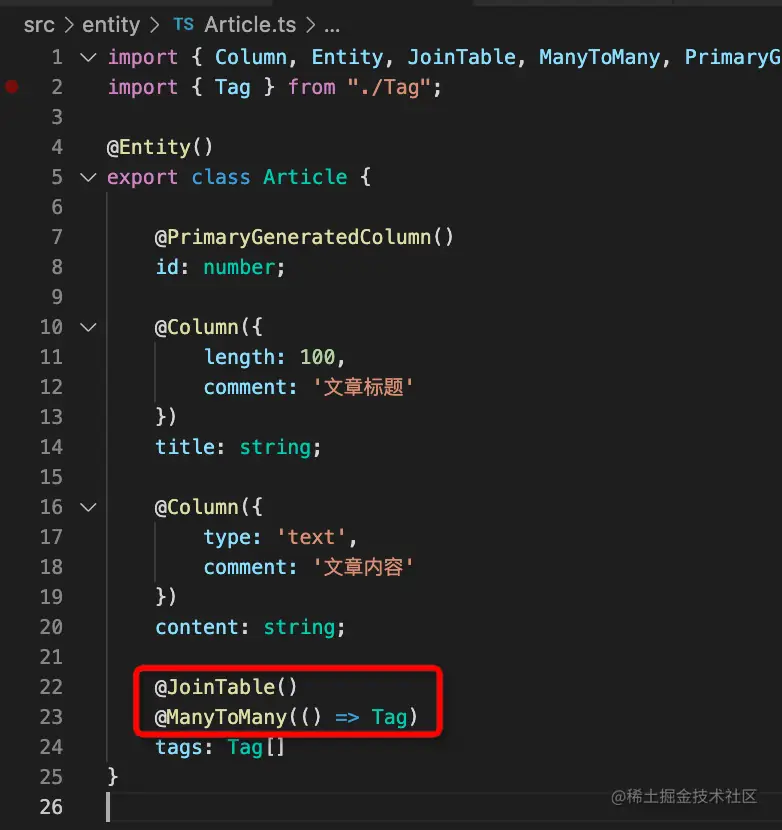 src > entity > TS Article.ts > ...
1 import { Column, Entity, JoinTable, ManyToMany, PrimaryG
2 import { Tag } from "./Tag";
3
4 @Entity()
5 export class Article {
6
7 @PrimaryGeneratedColumn()
8 id: number;
9
10 @Column({
11 length: 100,
12 comment: '文章标题'
13 })
14 title: string;
15
16 @Column({
17 type: 'text',
18 comment: '文章内容'
19 })
20 content: string;
21
22 @JoinTable()
23 @ManyToMany(() => Tag)
24 tags: Tag[]
25 }
26
@稀土掘金技术社区